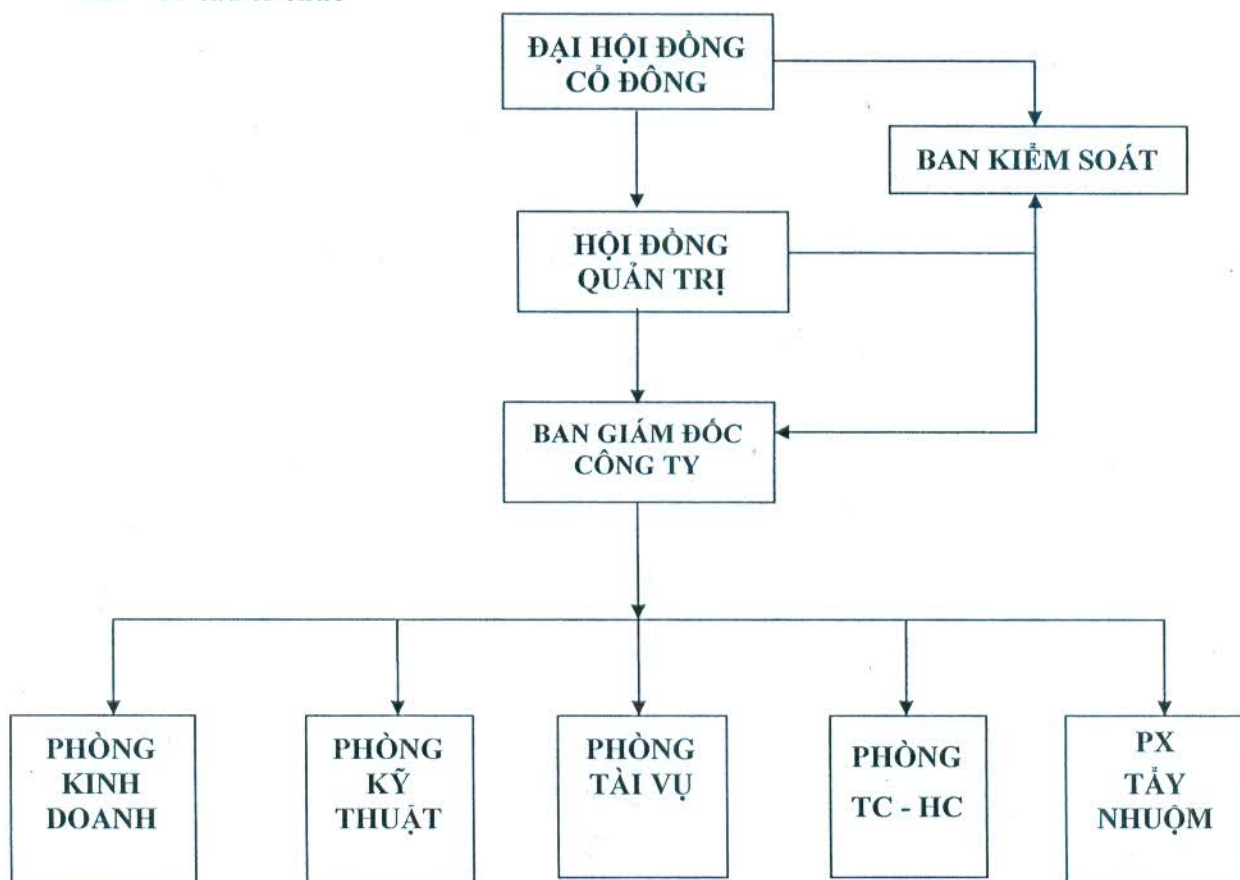 ĐẠI HỘI ĐỒNG
CỔ ĐÔNG
BAN KIỂM SOÁT
HỘI ĐỒNG
QUẢN TRỊ
BAN GIÁM ĐỐC
CÔNG TY
PHÒNG
KINH
DOANH
PHÒNG
KỸ
THUẬT
PHÒNG
TÀI VỤ
PHÒNG
TC - HC
PX
TẨY
NHUỘM